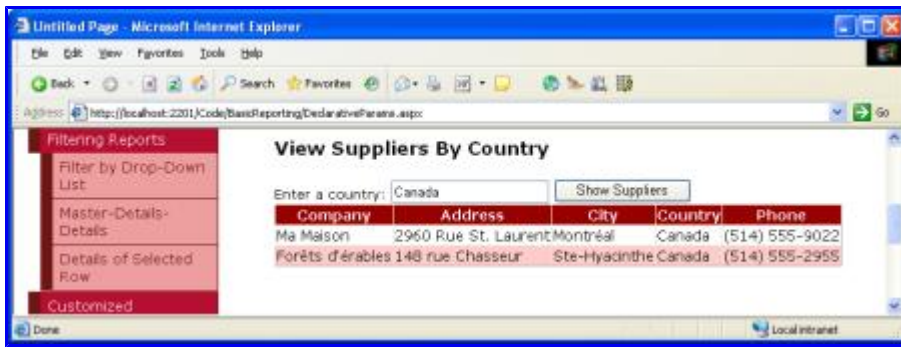 Untitled Page - Microsoft Internet Explorer
File Edit View Favorites Tools Help
Back Search Favorites
Address http://localhost:2201/Code/BasicReporting/DeclarativeParams.aspx Go
Filtering Reports
Filter by Drop-Down
List
Master-Details-
Details
Details of Selected
Row
Customized
View Suppliers By Country
Enter a country: Canada Show Suppliers
Company Address City Country Phone
Ma Maison 2960 Rue St. Laurent Montréal Canada (514) 555-9022
Forêts d'érables 148 rue Chasseur Ste-Hyacinthe Canada (514) 555-2955
Done Local intranet